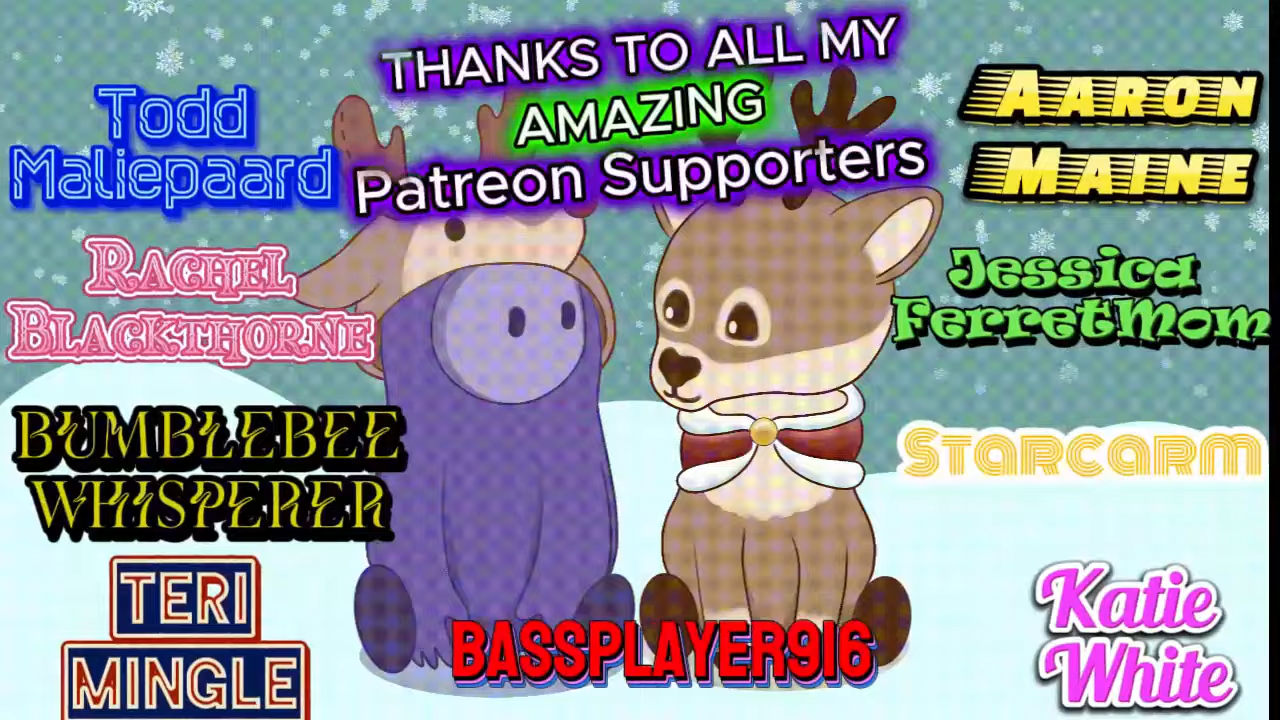 THANKS TO ALL MY
AMAZING
Patreon Supporters
Todd
Maliepaard
Rachel
Blackthorne
BUMBLEBEE
WHISPERER
TERI
MINGLE
BASSPLAYER916
AARON
MAINE
Jessica
FerretMom
Starcarm
Katie
White